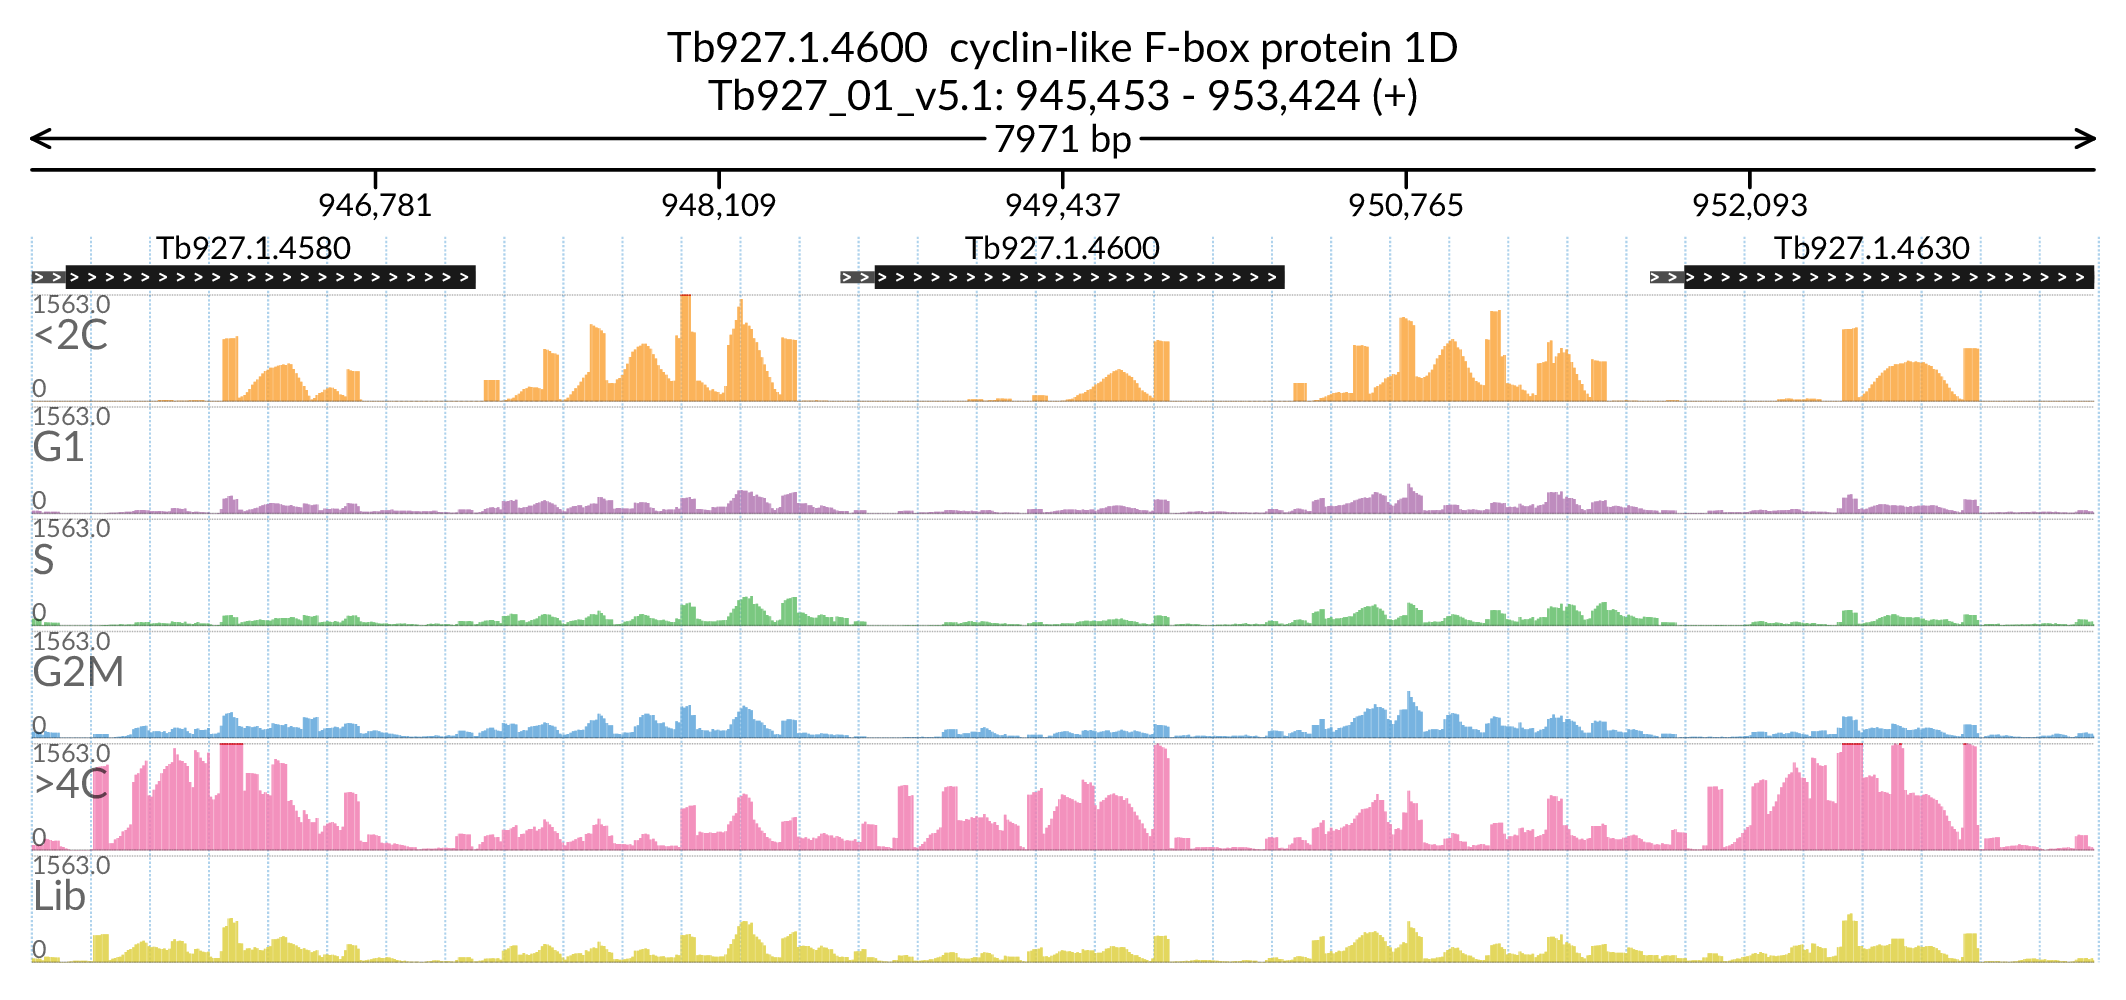 Tb927.1.4600  cyclin-like F-box protein 1D
Tb927_01_v5.1: 945,453 - 953,424 (+)
7971 bp
946,781 948,109 949,437 950,765 952,093
Tb927.1.4580 Tb927.1.4600 Tb927.1.4630
1563.0
<2C
0
1563.0
G1
0
1563.0
S
0
1563.0
G2M
0
1563.0
>4C
0
1563.0
Lib
0